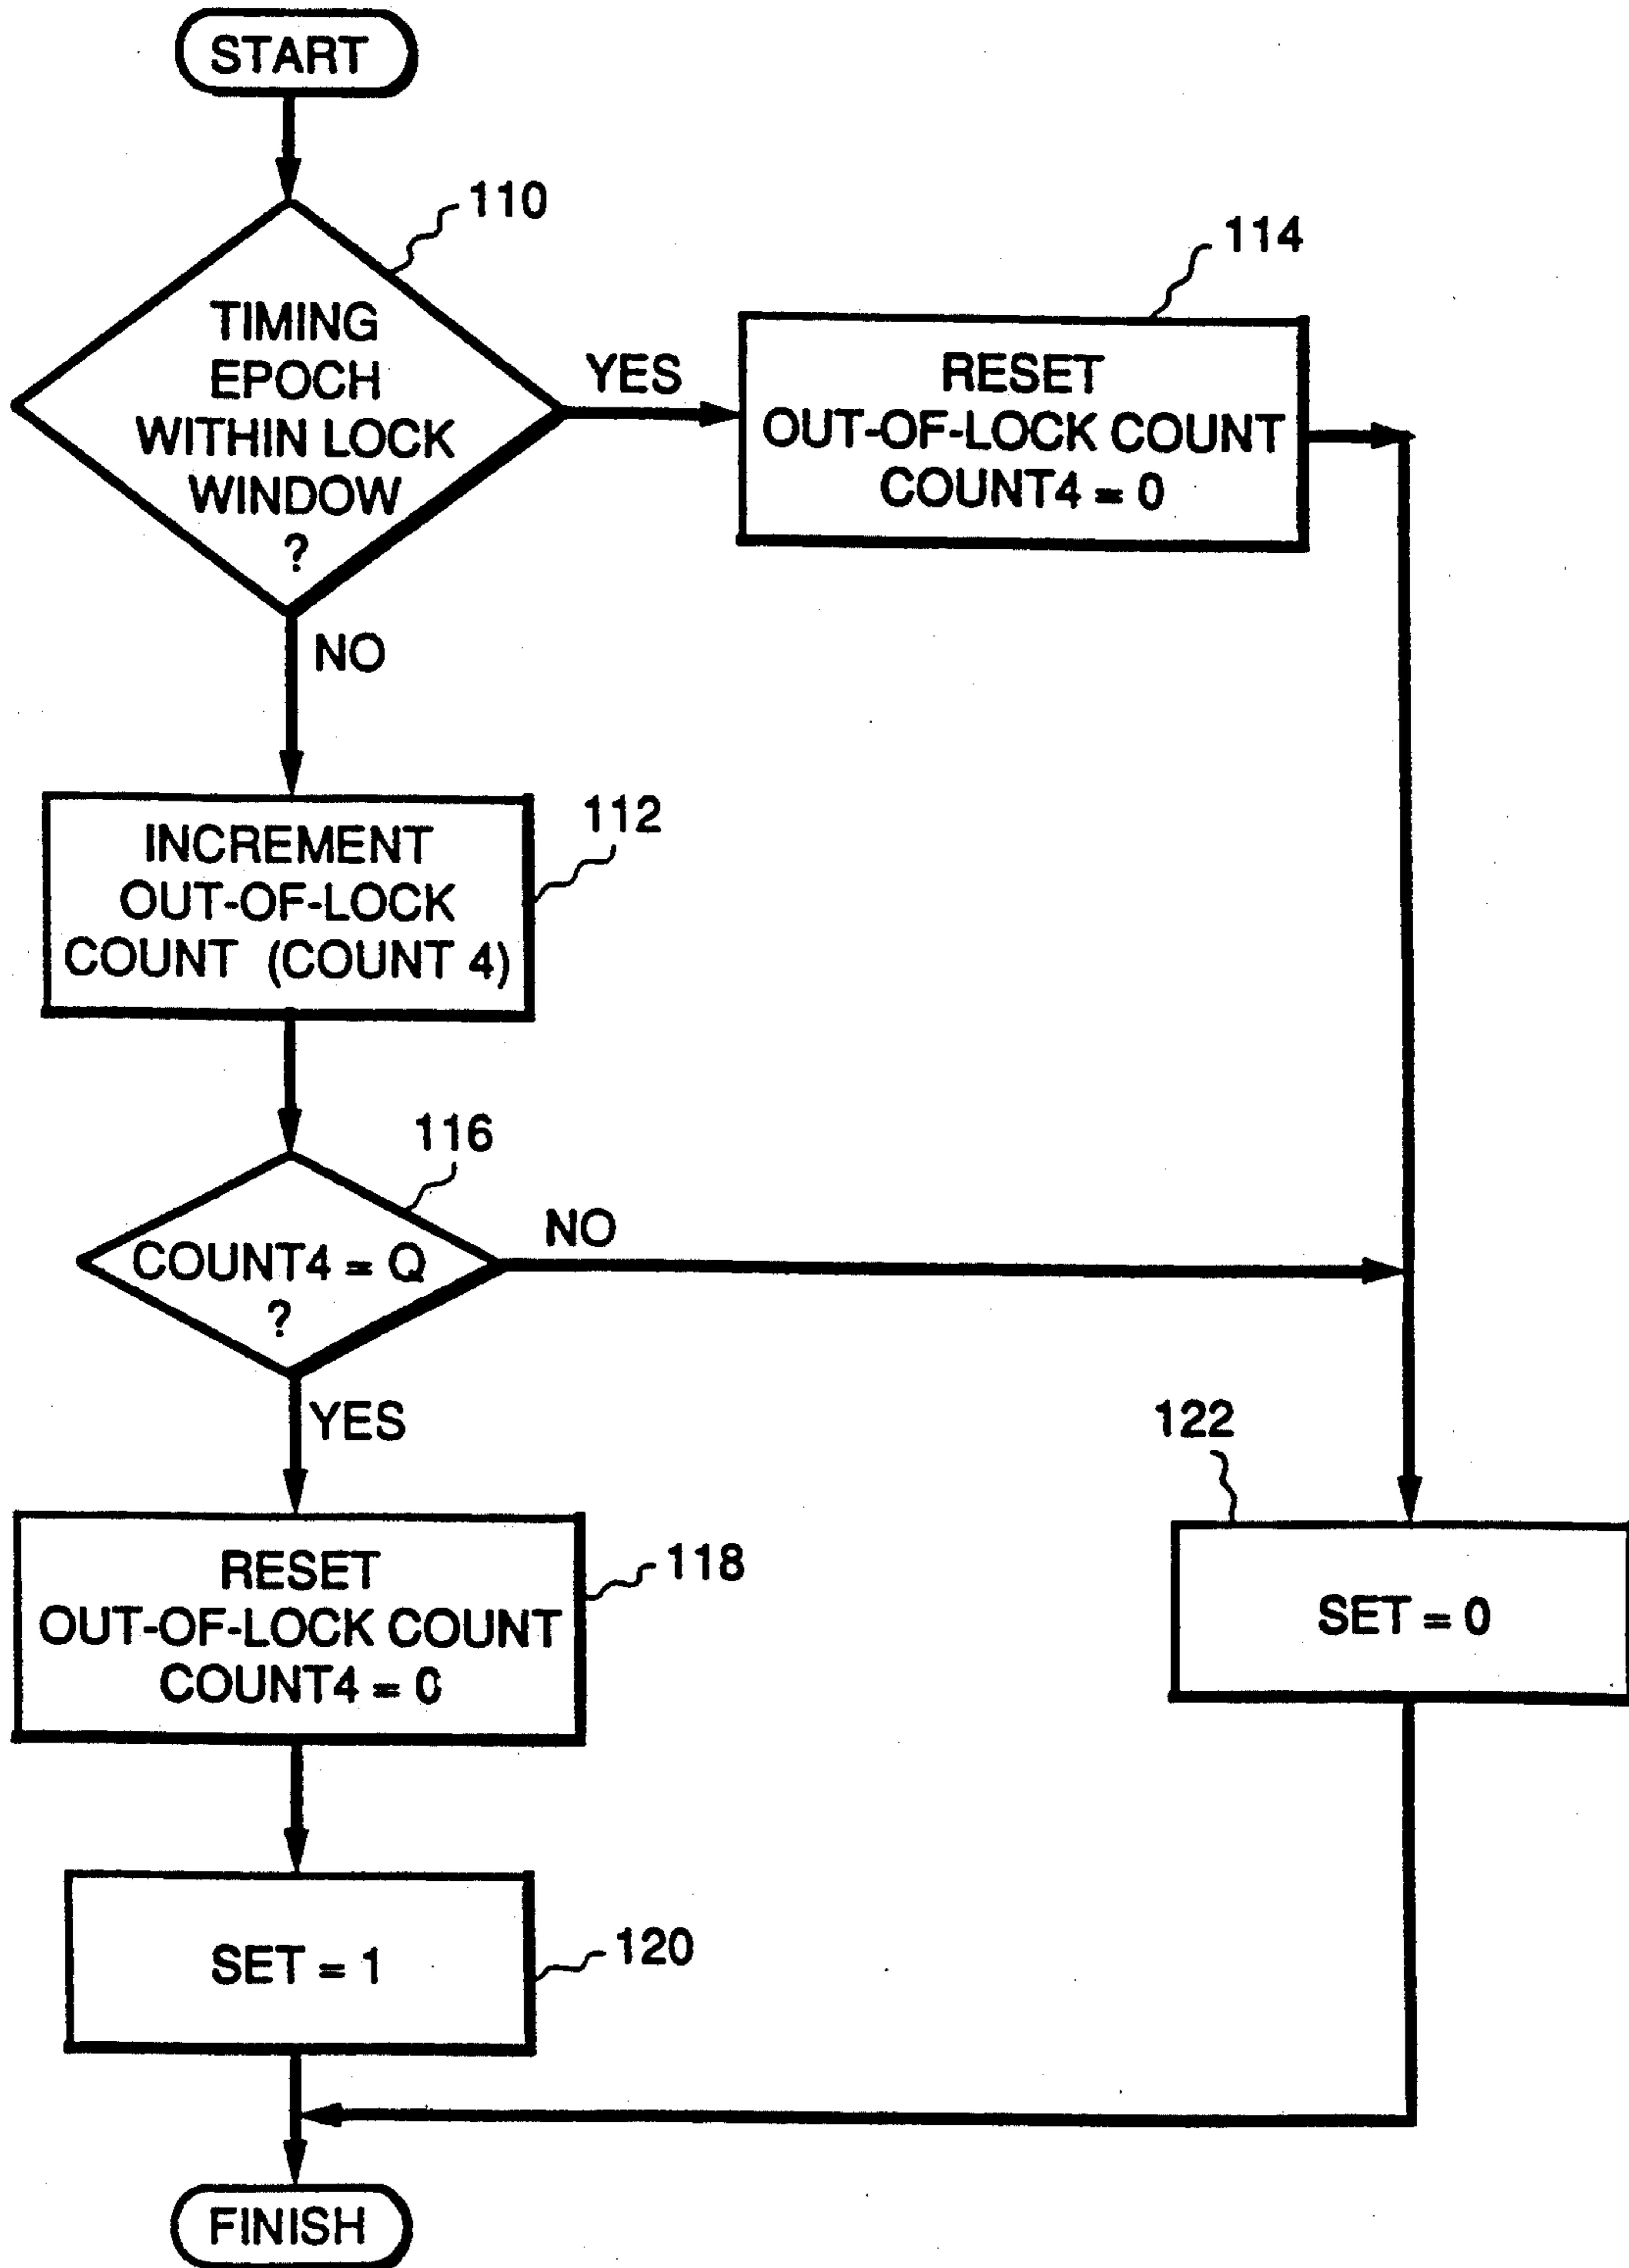 START
110
TIMING
EPOCH
WITHIN LOCK
WINDOW
?
YES
114
RESET
OUT-OF-LOCK COUNT
COUNT4 = 0
NO
112
INCREMENT
OUT-OF-LOCK
COUNT (COUNT 4)
116
COUNT4 = Q
?
NO
YES
118
RESET
OUT-OF-LOCK COUNT
COUNT4 = 0
122
SET = 0
120
SET = 1
FINISH